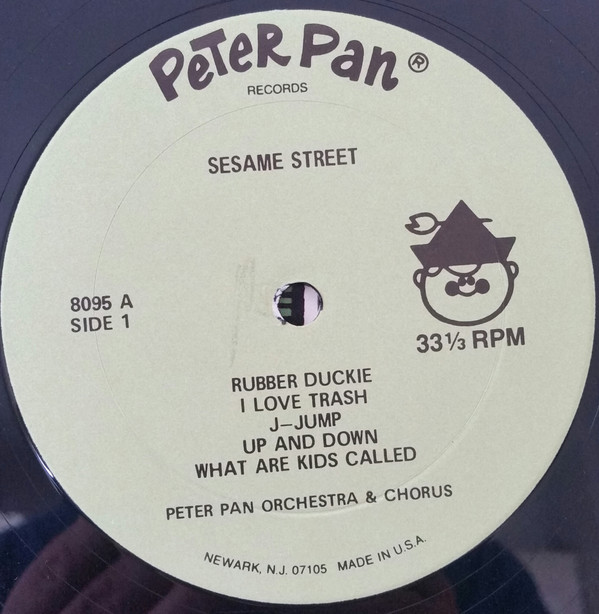 PETER PAN ®
RECORDS
SESAME STREET
8095 A
SIDE 1
33⅓ RPM
RUBBER DUCKIE
I LOVE TRASH
J–JUMP
UP AND DOWN
WHAT ARE KIDS CALLED
PETER PAN ORCHESTRA & CHORUS
NEWARK, N.J. 07105 MADE IN U.S.A.